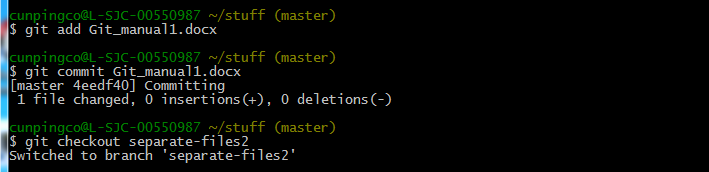 cunpingco@L-SJC-00550987 ~/stuff (master)
$ git add Git_manual1.docx
cunpingco@L-SJC-00550987 ~/stuff (master)
$ git commit Git_manual1.docx
[master 4eedf40] Committing
 1 file changed, 0 insertions(+), 0 deletions(-)
cunpingco@L-SJC-00550987 ~/stuff (master)
$ git checkout separate-files2
Switched to branch 'separate-files2'